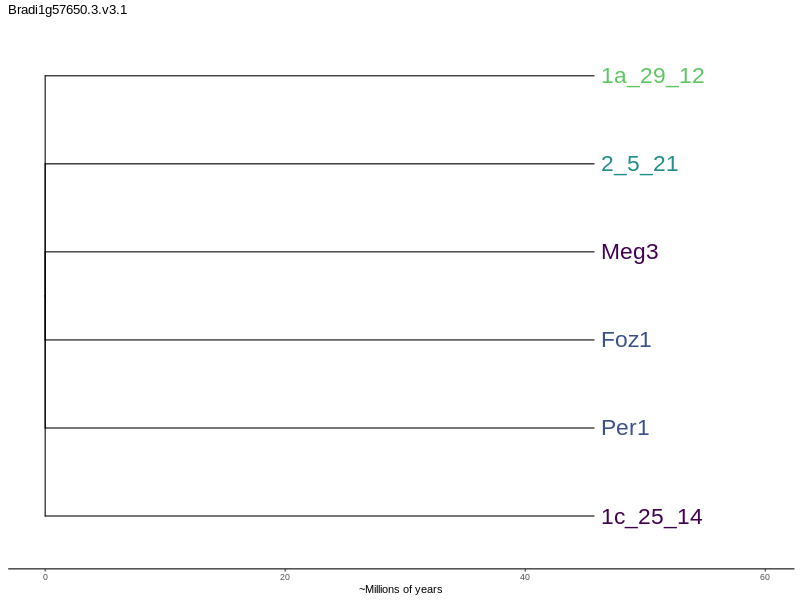 Bradi1g57650.3.v3.1
1a_29_12
2_5_21
Meg3
Foz1
Per1
1c_25_14
0 20 40 60
~Millions of years